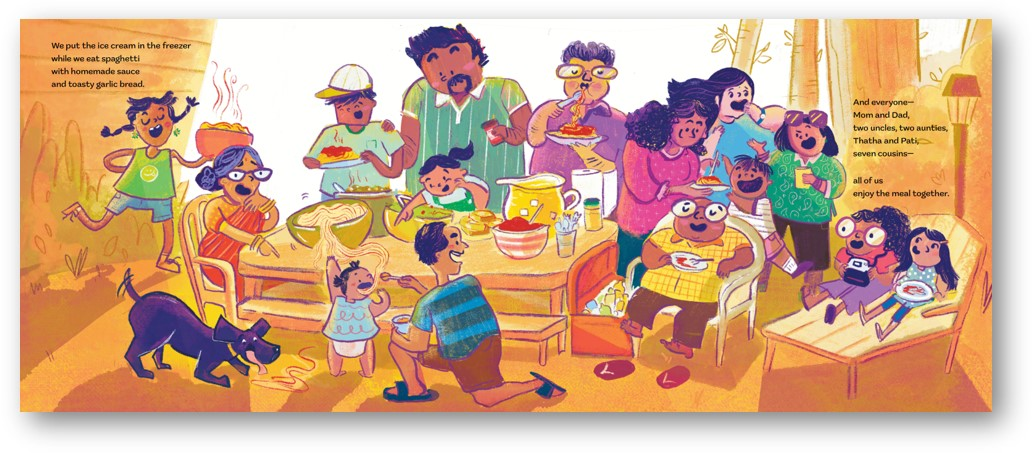 We put the ice cream in the freezer
while we eat spaghetti
with homemade sauce
and toasty garlic bread.
And everyone—
Mom and Dad,
two uncles, two aunties,
Thatha and Pati,
seven cousins—
all of us
enjoy the meal together.